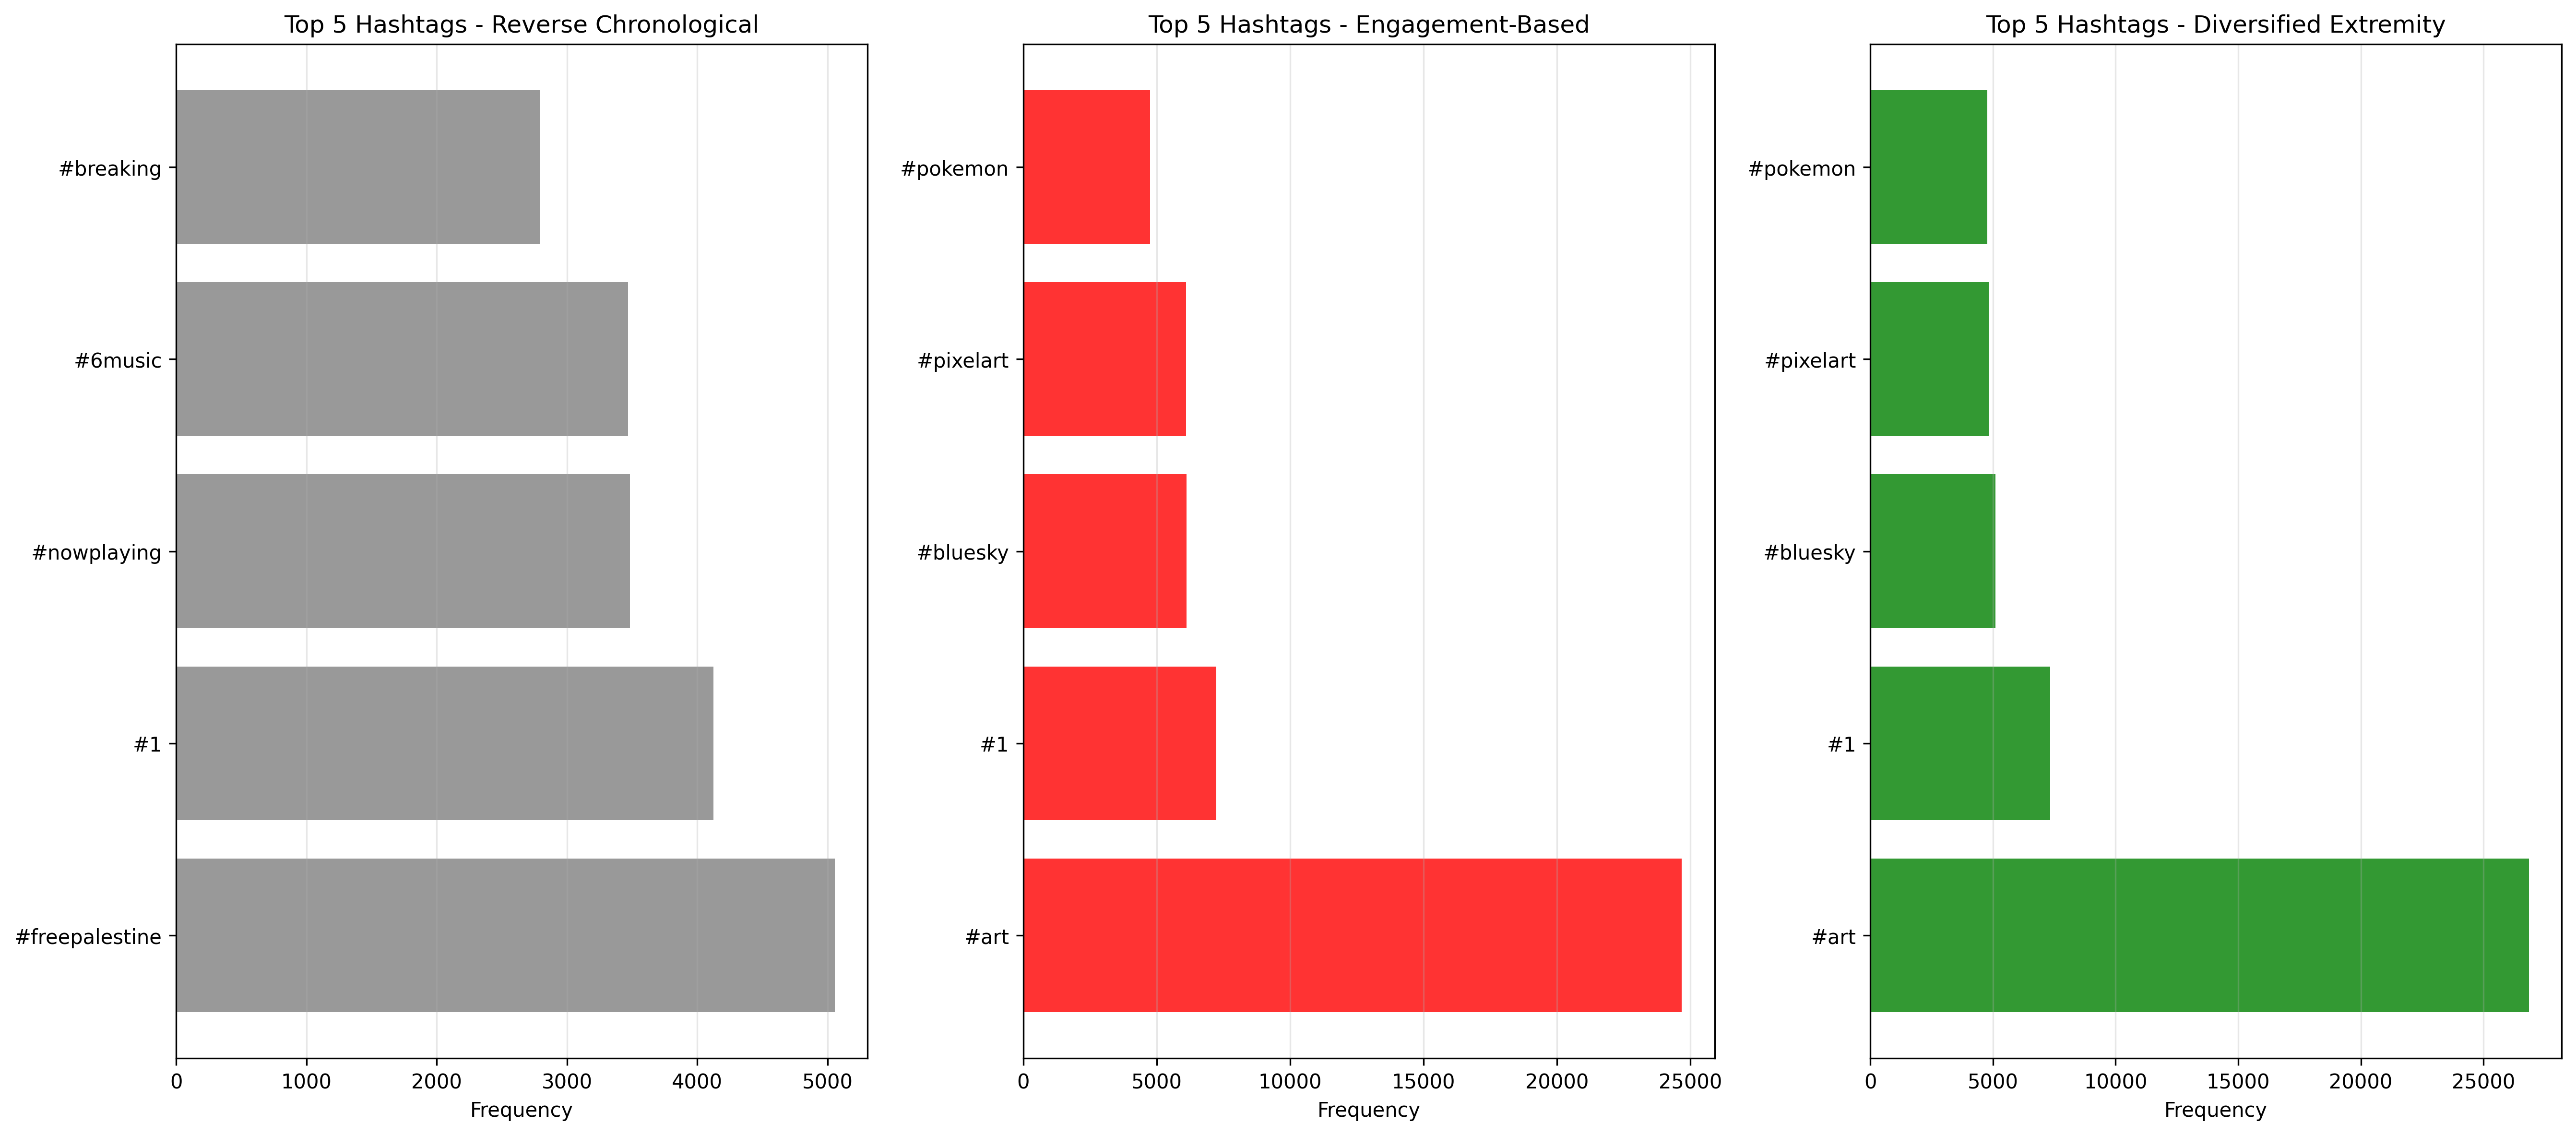 Top 5 Hashtags - Reverse Chronological
#breaking
#6music
#nowplaying
#1
#freepalestine
0 1000 2000 3000 4000 5000
Frequency
Top 5 Hashtags - Engagement-Based
#pokemon
#pixelart
#bluesky
#1
#art
0 5000 10000 15000 20000 25000
Frequency
Top 5 Hashtags - Diversified Extremity
#pokemon
#pixelart
#bluesky
#1
#art
0 5000 10000 15000 20000 25000
Frequency